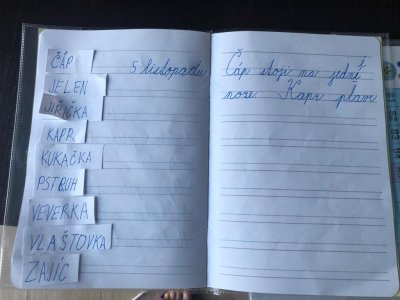 ČÁP
JELEN
JIŘIČKA
KAPR
KUKAČKA
PSTRUH
VEVERKA
VLAŠTOVKA
ZAJÍC
5 listopadu
Čáp stojí na jedné
noze Kapr plave